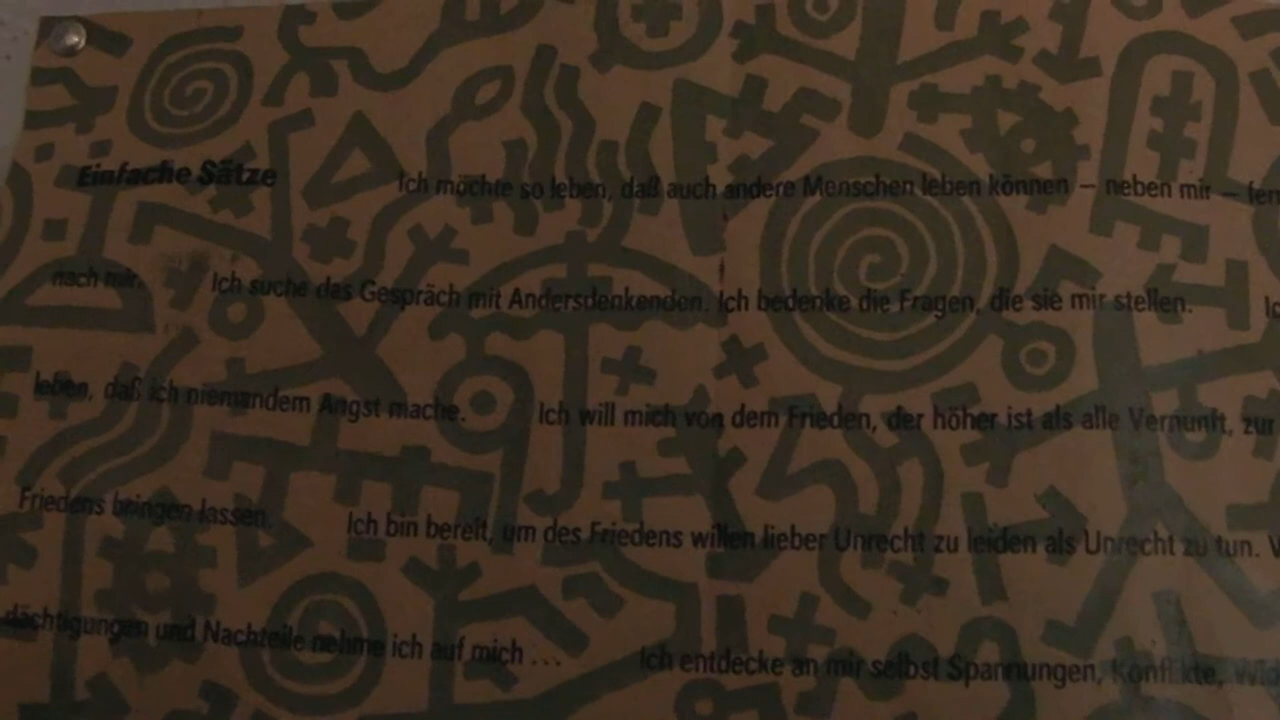 Einfache Sätze Ich möchte so leben, daß auch andere Menschen leben können – neben mir – fern
nach mir. Ich suche das Gespräch mit Andersdenkenden. Ich bedenke die Fragen, die sie mir stellen.
leben, daß ich niemandem Angst mache. Ich will mich von dem Frieden, der höher ist als alle Vernunft, zur
Friedens bringen lassen. Ich bin bereit, um des Friedens willen lieber Unrecht zu leiden als Unrecht zu tun.
dächtigungen und Nachteile nehme ich auf mich ... Ich entdecke an mir selbst Spannungen, Konflikte,